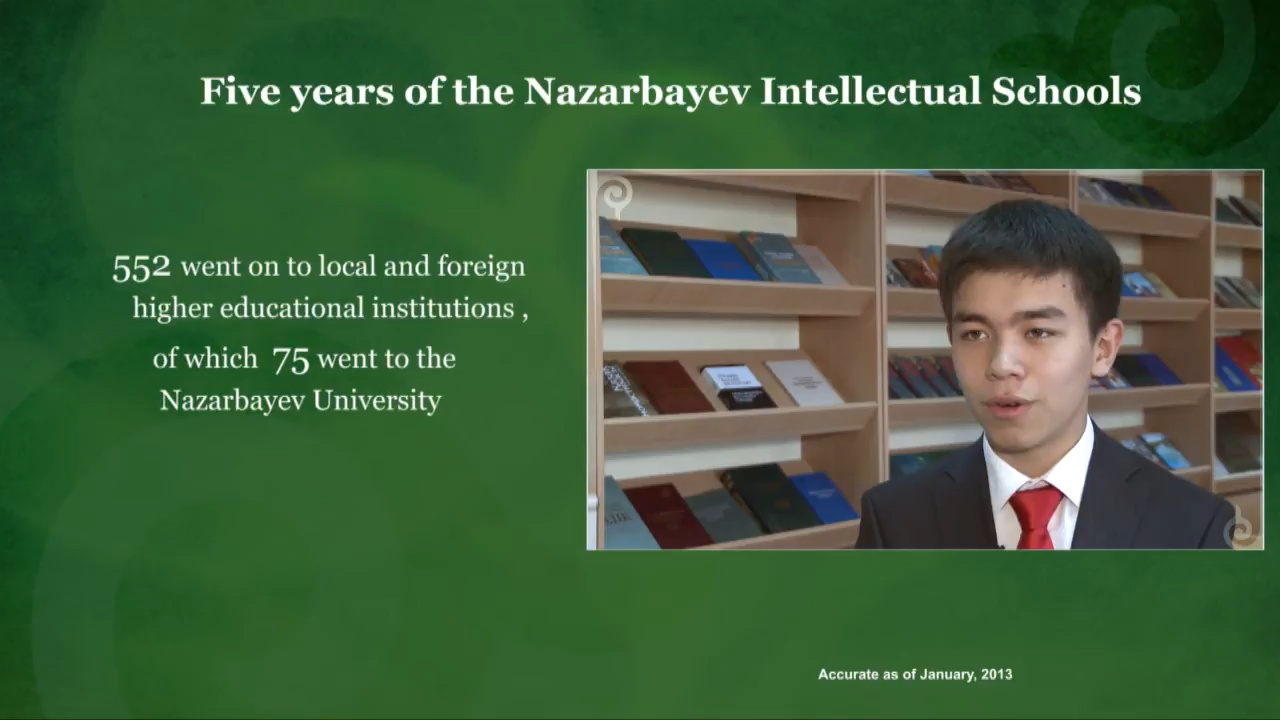 Five years of the Nazarbayev Intellectual Schools
552 went on to local and foreign
higher educational institutions ,
of which 75 went to the
Nazarbayev University
Accurate as of January, 2013